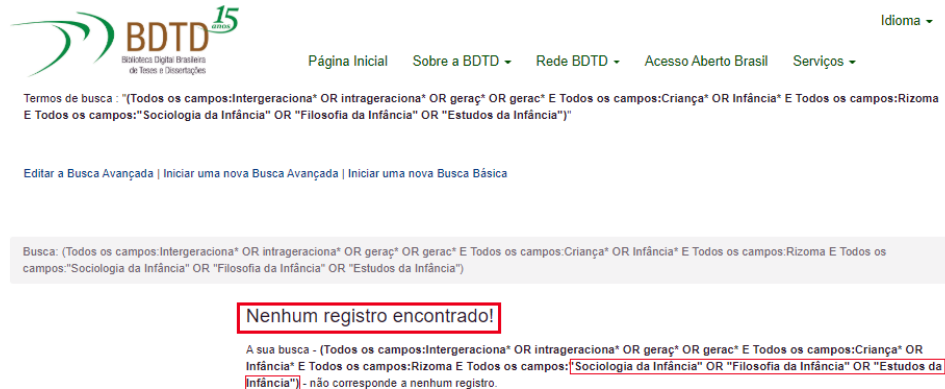 15
anos
BDTD
Biblioteca Digital Brasileira
de Teses e Dissertações
Idioma
Página Inicial Sobre a BDTD Rede BDTD Acesso Aberto Brasil Serviços
Termos de busca : "(Todos os campos:Intergeraciona* OR intrageraciona* OR geraç* OR gerac* E Todos os campos:Criança* OR Infância* E Todos os campos:Rizoma
E Todos os campos:"Sociologia da Infância" OR "Filosofia da Infância" OR "Estudos da Infância")"
Editar a Busca Avançada | Iniciar uma nova Busca Avançada | Iniciar uma nova Busca Básica
Busca: (Todos os campos:Intergeraciona* OR intrageraciona* OR geraç* OR gerac* E Todos os campos:Criança* OR Infância* E Todos os campos:Rizoma E Todos os
campos:"Sociologia da Infância" OR "Filosofia da Infância" OR "Estudos da Infância")
Nenhum registro encontrado!
A sua busca - (Todos os campos:Intergeraciona* OR intrageraciona* OR geraç* OR gerac* E Todos os campos:Criança* OR
Infância* E Todos os campos:Rizoma E Todos os campos:"Sociologia da Infância" OR "Filosofia da Infância" OR "Estudos da
Infância") - não corresponde a nenhum registro.